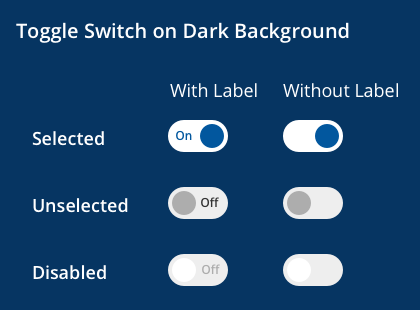 Toggle Switch on Dark Background
With Label Without Label
Selected On
Unselected Off
Disabled Off